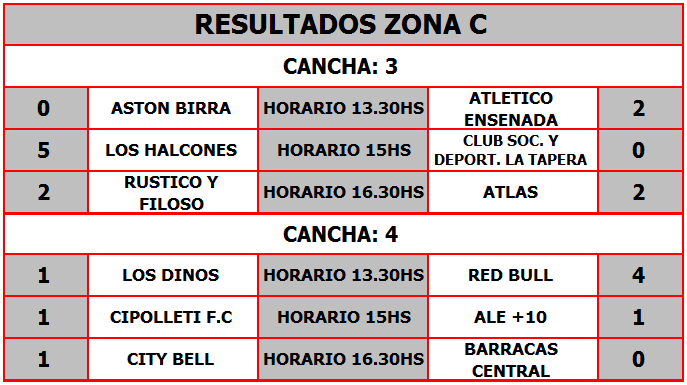 RESULTADOS ZONA C
CANCHA: 3
0 ASTON BIRRA HORARIO 13.30HS ATLETICO ENSENADA 2
5 LOS HALCONES HORARIO 15HS CLUB SOC. Y DEPORT. LA TAPERA 0
2 RUSTICO Y FILOSO HORARIO 16.30HS ATLAS 2
CANCHA: 4
1 LOS DINOS HORARIO 13.30HS RED BULL 4
1 CIPOLLETI F.C HORARIO 15HS ALE +10 1
1 CITY BELL HORARIO 16.30HS BARRACAS CENTRAL 0